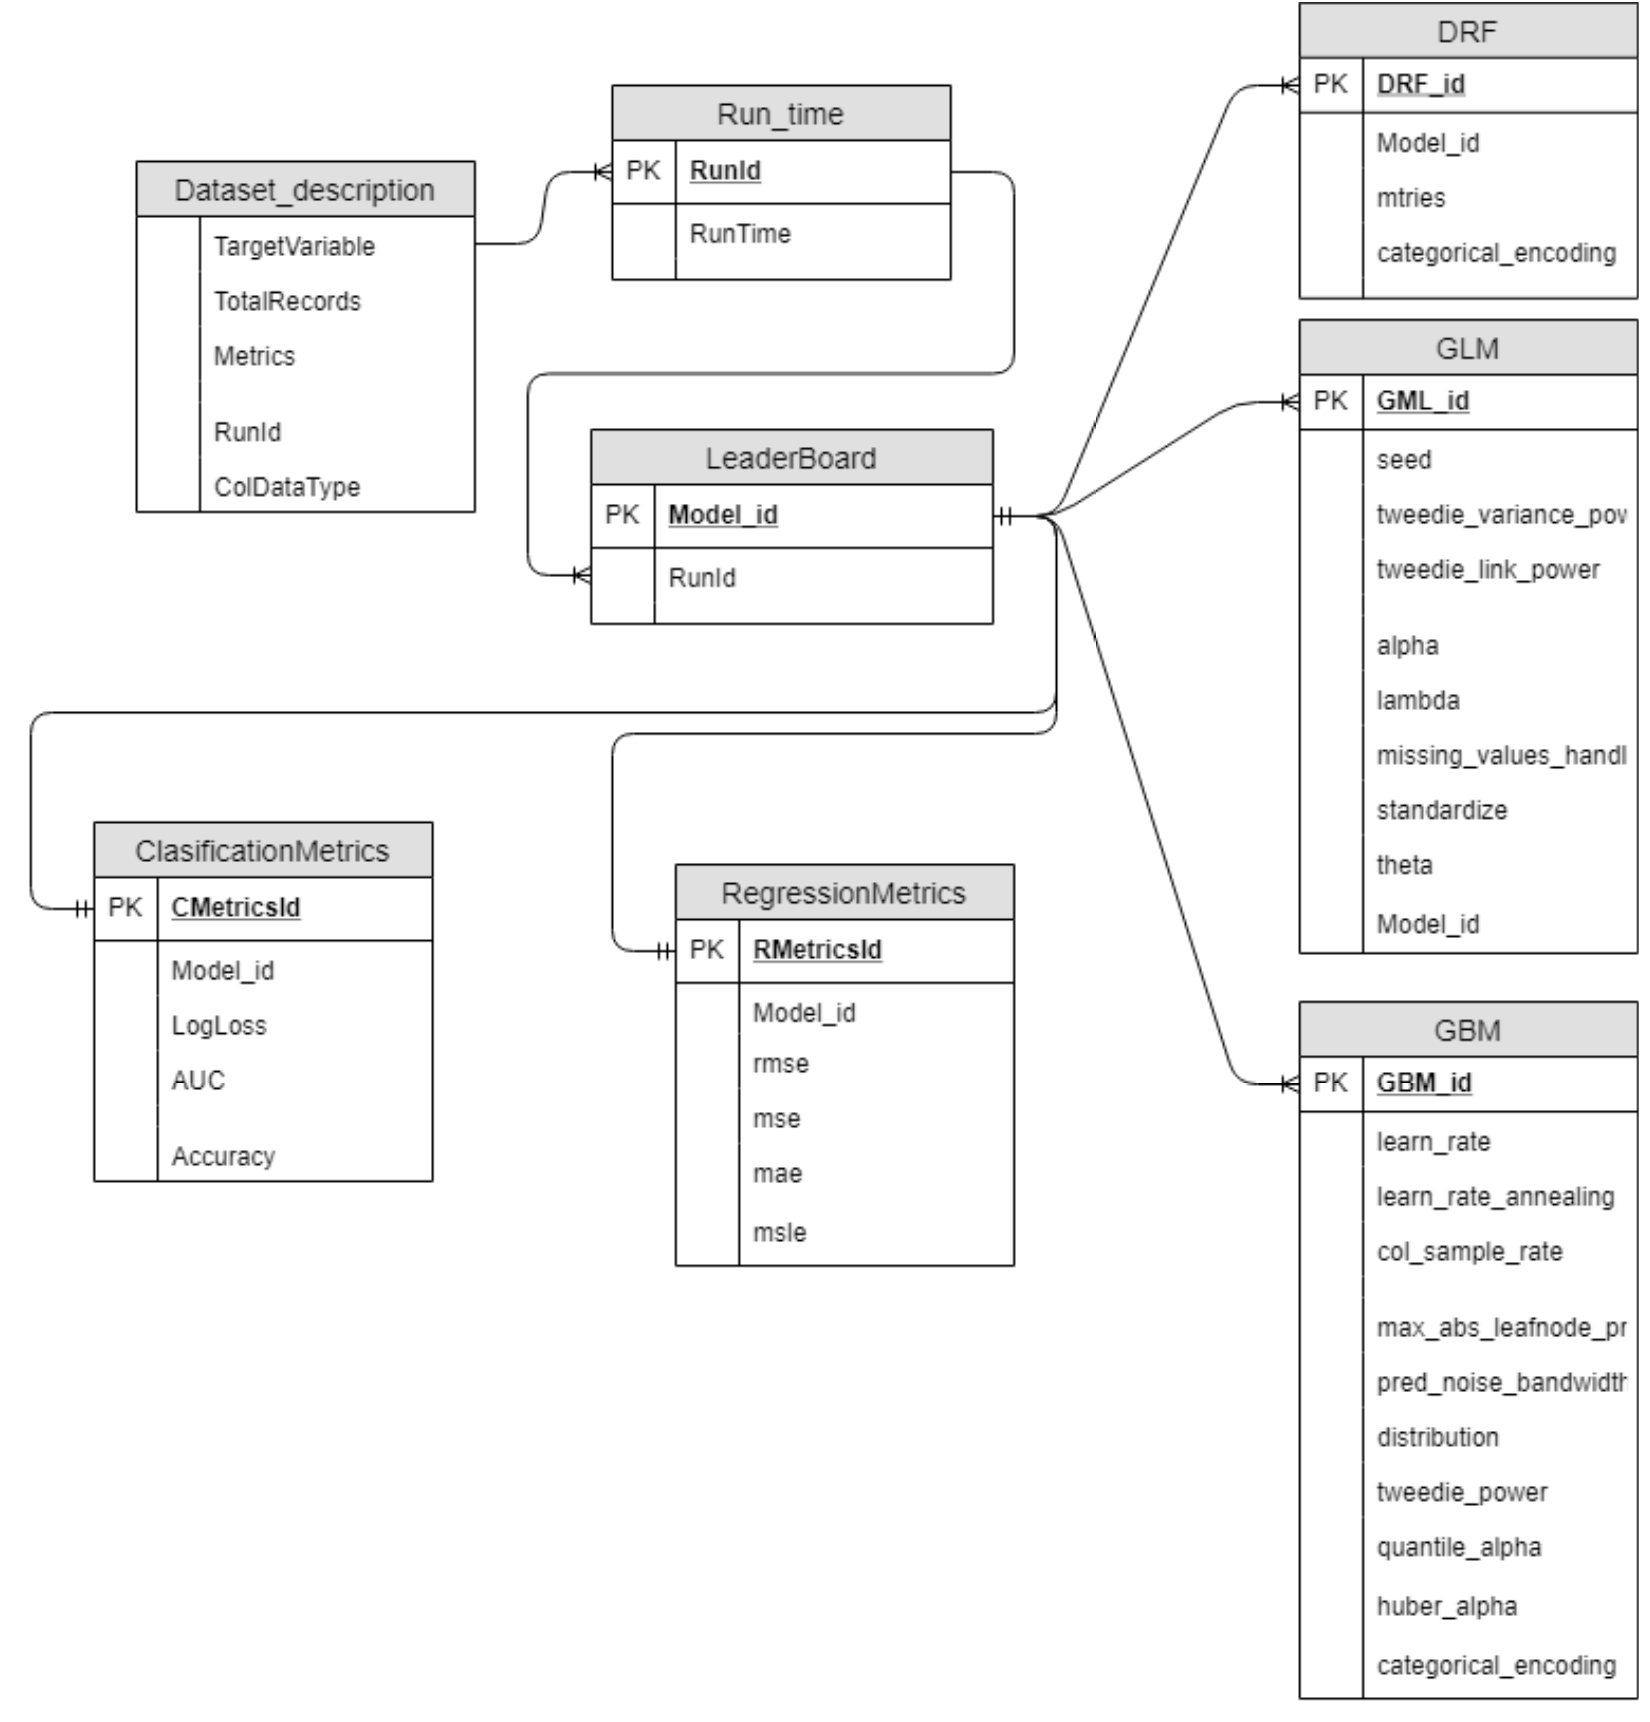 Dataset_description
TargetVariable
TotalRecords
Metrics
RunId
ColDataType
Run_time
PK RunId
RunTime
LeaderBoard
PK Model_id
RunId
ClasificationMetrics
PK CMetricsId
Model_id
LogLoss
AUC
Accuracy
RegressionMetrics
PK RMetricsId
Model_id
rmse
mse
mae
msle
DRF
PK DRF_id
Model_id
mtries
categorical_encoding
GLM
PK GML_id
seed
tweedie_variance_pow
tweedie_link_power
alpha
lambda
missing_values_handl
standardize
theta
Model_id
GBM
PK GBM_id
learn_rate
learn_rate_annealing
col_sample_rate
max_abs_leafnode_pr
pred_noise_bandwidth
distribution
tweedie_power
quantile_alpha
huber_alpha
categorical_encoding